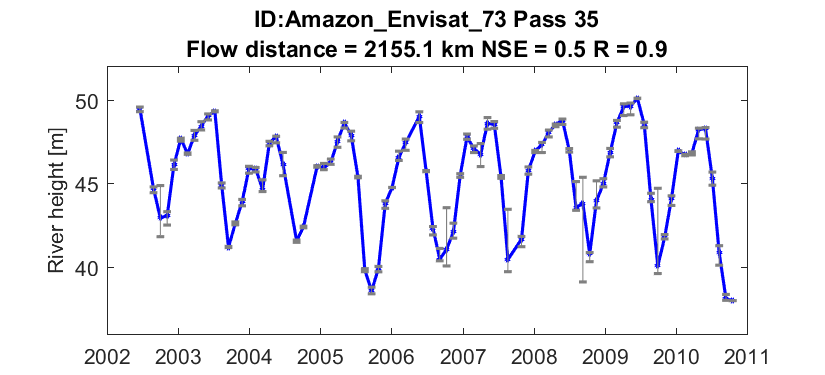 ID:Amazon_Envisat_73 Pass 35
Flow distance = 2155.1 km NSE = 0.5 R = 0.9
River height [m]
50
45
40
2002 2003 2004 2005 2006 2007 2008 2009 2010 2011